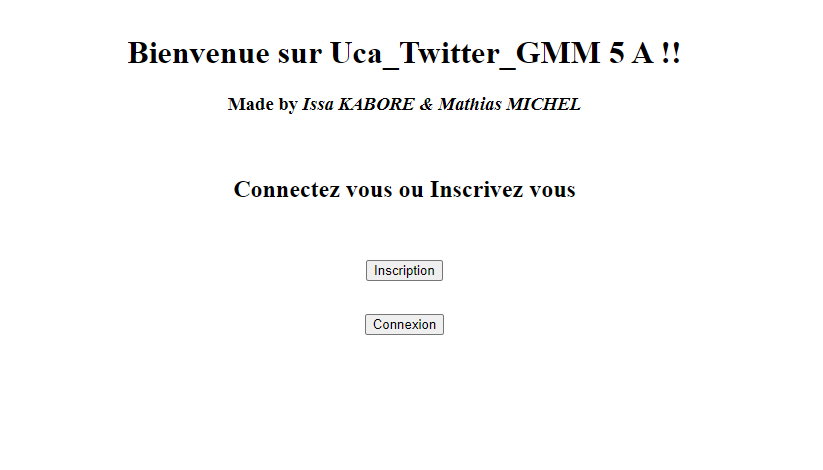 Bienvenue sur Uca_Twitter_GMM 5 A !!
Made by Issa KABORE & Mathias MICHEL
Connectez vous ou Inscrivez vous
Inscription
Connexion